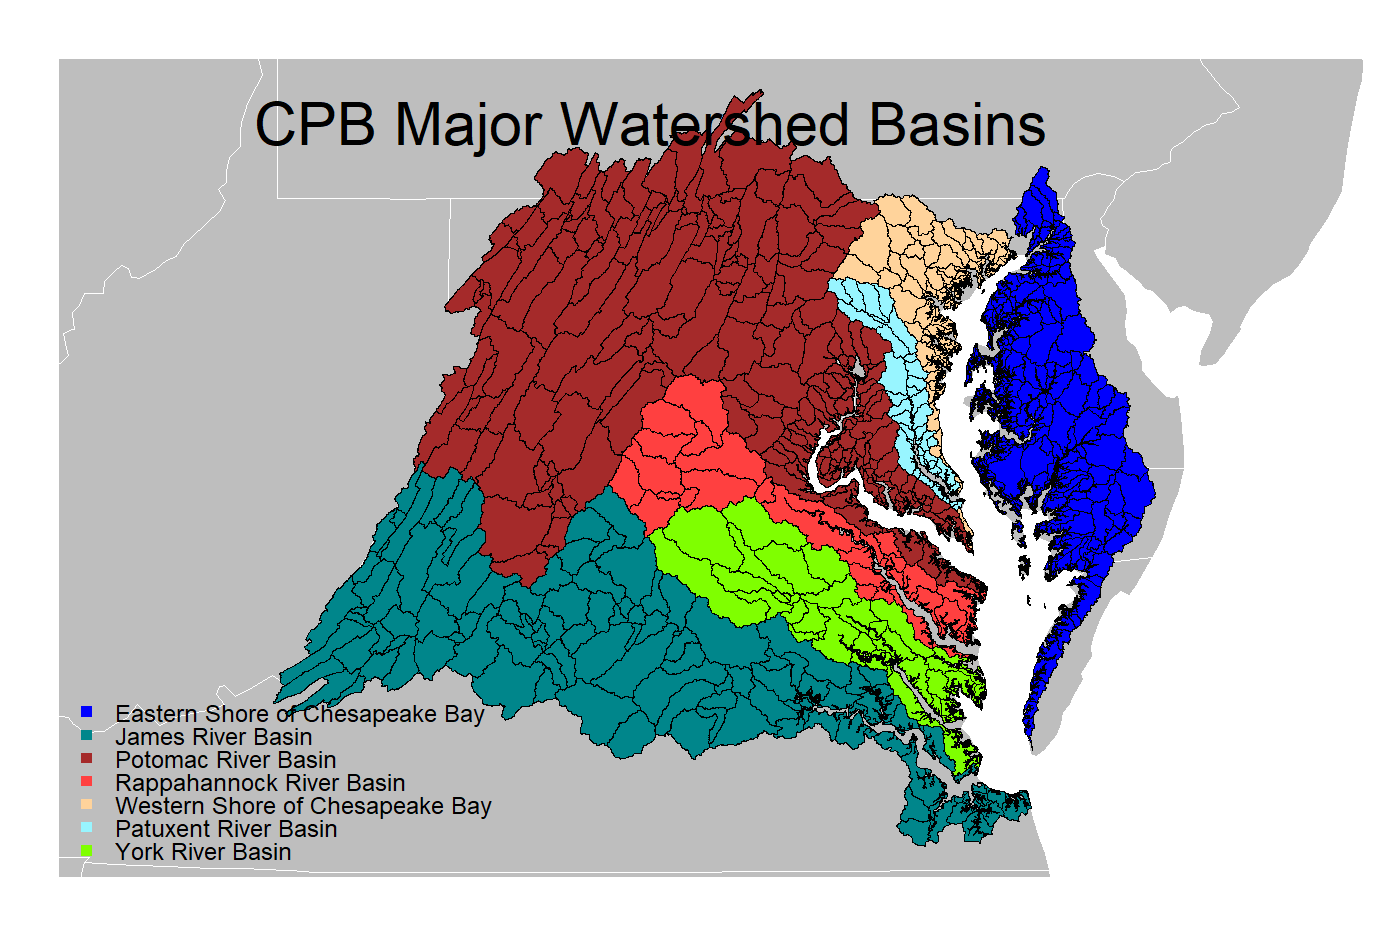 CPB Major Watershed Basins
Eastern Shore of Chesapeake Bay
James River Basin
Potomac River Basin
Rappahannock River Basin
Western Shore of Chesapeake Bay
Patuxent River Basin
York River Basin